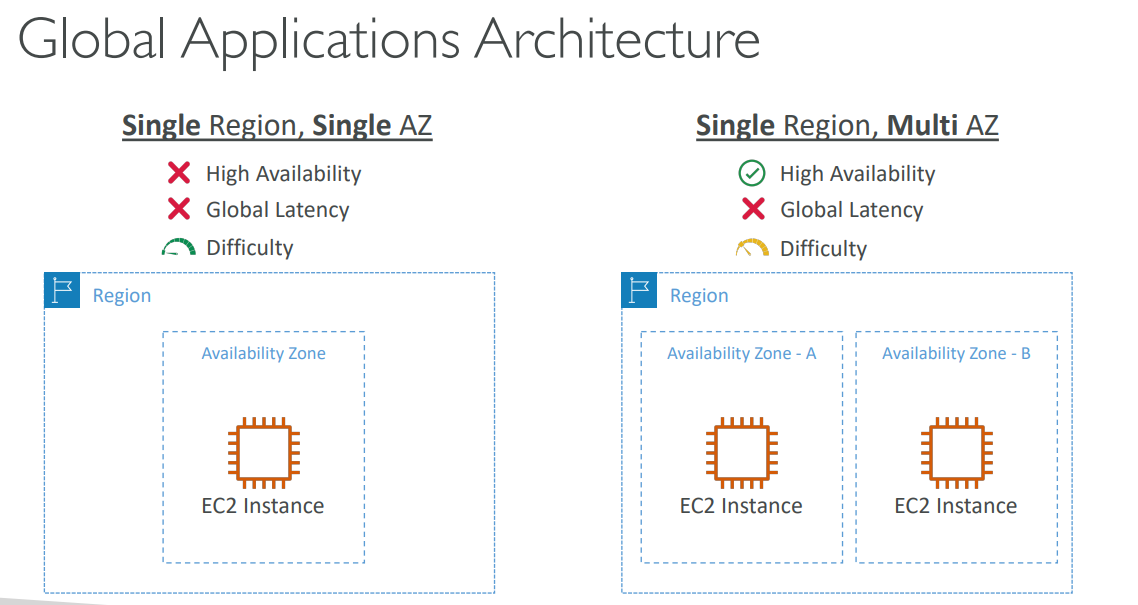 Global Applications Architecture
Single Region, Single AZ
High Availability
Global Latency
Difficulty
Region
Availability Zone
EC2 Instance
Single Region, Multi AZ
High Availability
Global Latency
Difficulty
Region
Availability Zone - A
EC2 Instance
Availability Zone - B
EC2 Instance